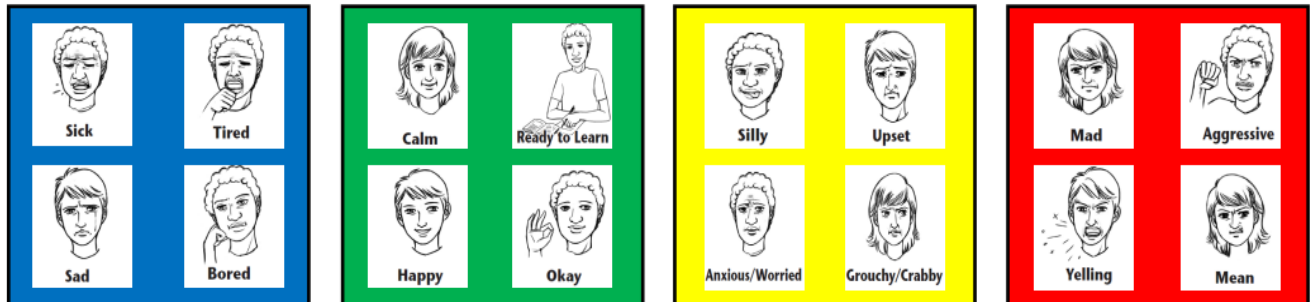 Sick
Tired
Sad
Bored
Calm
Ready to Learn
Happy
Okay
Silly
Upset
Anxious/Worried
Grouchy/Crabby
Mad
Aggressive
Yelling
Mean